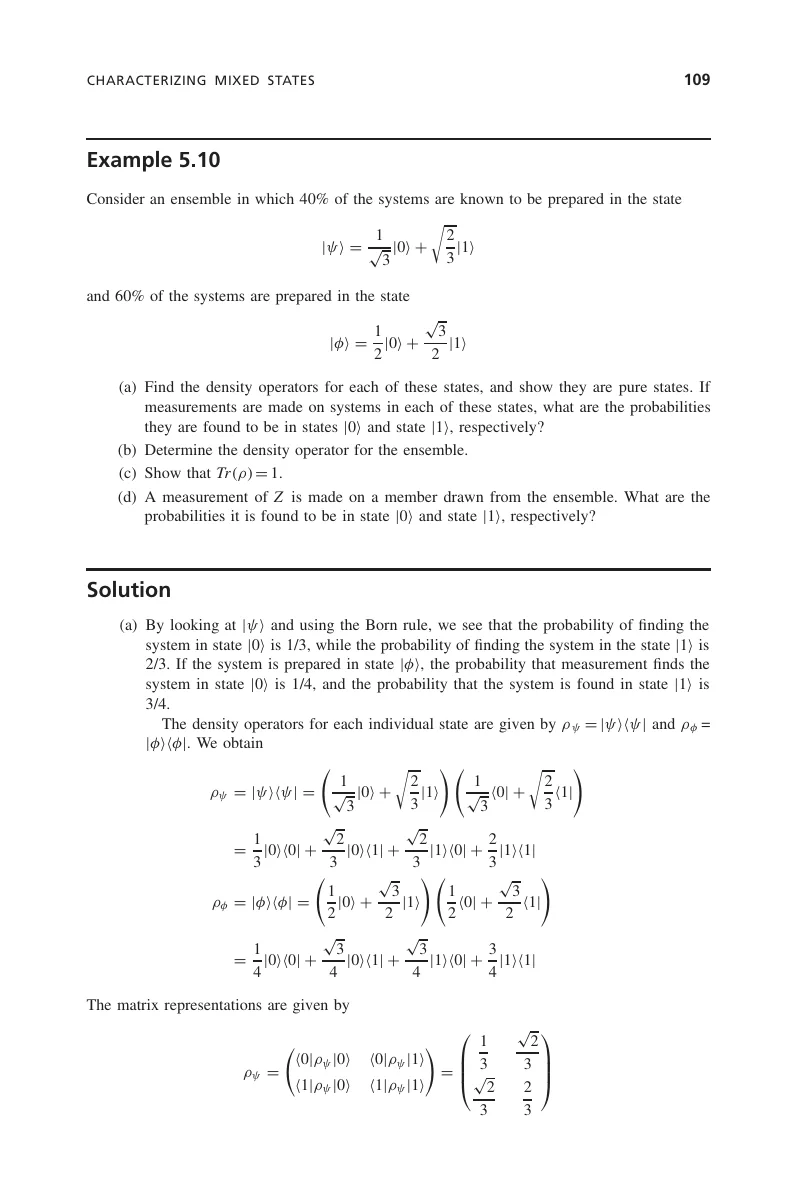 CHARACTERIZING MIXED STATES 109
Example 5.10
Consider an ensemble in which 40% of the systems are known to be prepared in the state
|ψ⟩ = 1/√3 |0⟩ + √(2/3) |1⟩
and 60% of the systems are prepared in the state
|ϕ⟩ = 1/2 |0⟩ + √3/2 |1⟩
(a) Find the density operators for each of these states, and show they are pure states. If
measurements are made on systems in each of these states, what are the probabilities
they are found to be in states |0⟩ and state |1⟩, respectively?
(b) Determine the density operator for the ensemble.
(c) Show that Tr(ρ) = 1.
(d) A measurement of Z is made on a member drawn from the ensemble. What are the
probabilities it is found to be in state |0⟩ and state |1⟩, respectively?
Solution
(a) By looking at |ψ⟩ and using the Born rule, we see that the probability of finding the
system in state |0⟩ is 1/3, while the probability of finding the system in the state |1⟩ is
2/3. If the system is prepared in state |ϕ⟩, the probability that measurement finds the
system in state |0⟩ is 1/4, and the probability that the system is found in state |1⟩ is
3/4.
The density operators for each individual state are given by ρψ = |ψ⟩⟨ψ| and ρϕ =
|ϕ⟩⟨ϕ|. We obtain
ρψ = |ψ⟩⟨ψ| = (1/√3 |0⟩ + √(2/3) |1⟩) (1/√3 ⟨0| + √(2/3) ⟨1|)
= 1/3 |0⟩⟨0| + √2/3 |0⟩⟨1| + √2/3 |1⟩⟨0| + 2/3 |1⟩⟨1|
ρϕ = |ϕ⟩⟨ϕ| = (1/2 |0⟩ + √3/2 |1⟩) (1/2 ⟨0| + √3/2 ⟨1|)
= 1/4 |0⟩⟨0| + √3/4 |0⟩⟨1| + √3/4 |1⟩⟨0| + 3/4 |1⟩⟨1|
The matrix representations are given by
ρψ = (⟨0|ρψ|0⟩ ⟨0|ρψ|1⟩ ; ⟨1|ρψ|0⟩ ⟨1|ρψ|1⟩) = (1/3 √2/3 ; √2/3 2/3)